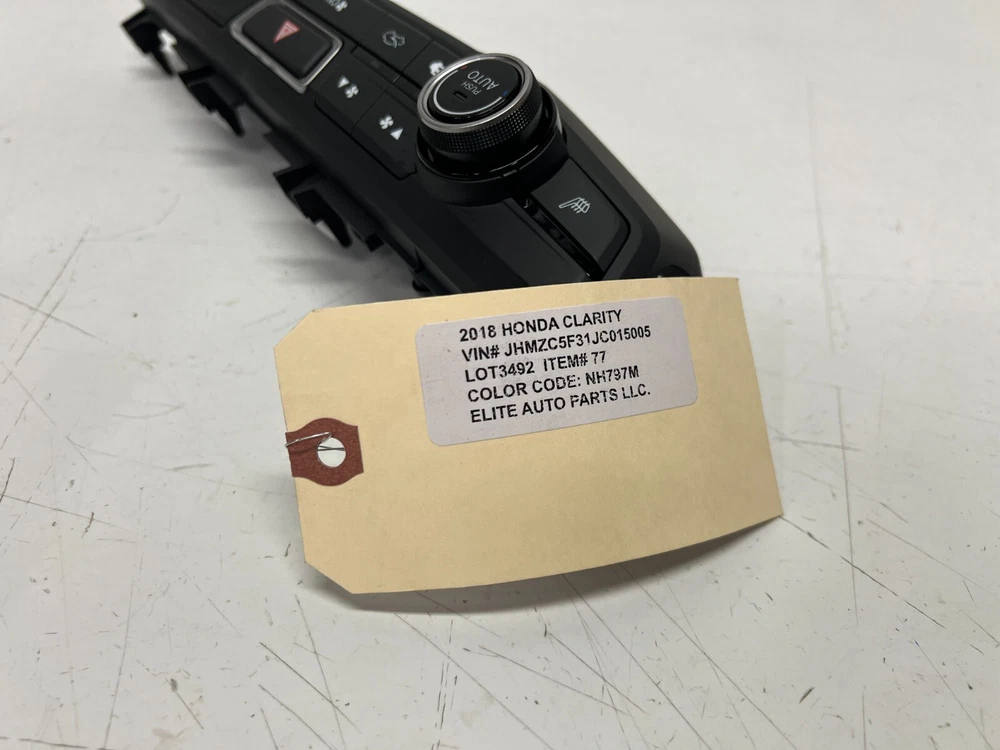 AUTO
PUSH
2018 HONDA CLARITY
VIN# JHMZC5F31JC015005
LOT3492 ITEM# 77
COLOR CODE: NH797M
ELITE AUTO PARTS LLC.